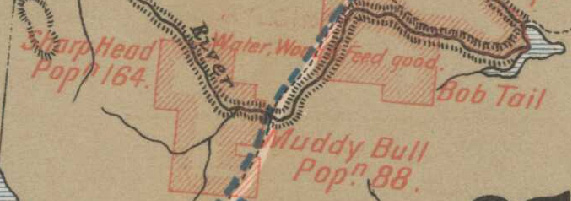 River
Sharp Head
Popn 164.
Water, Wood
Feed good.
Bob Tail
Muddy Bull
Popn. 88.